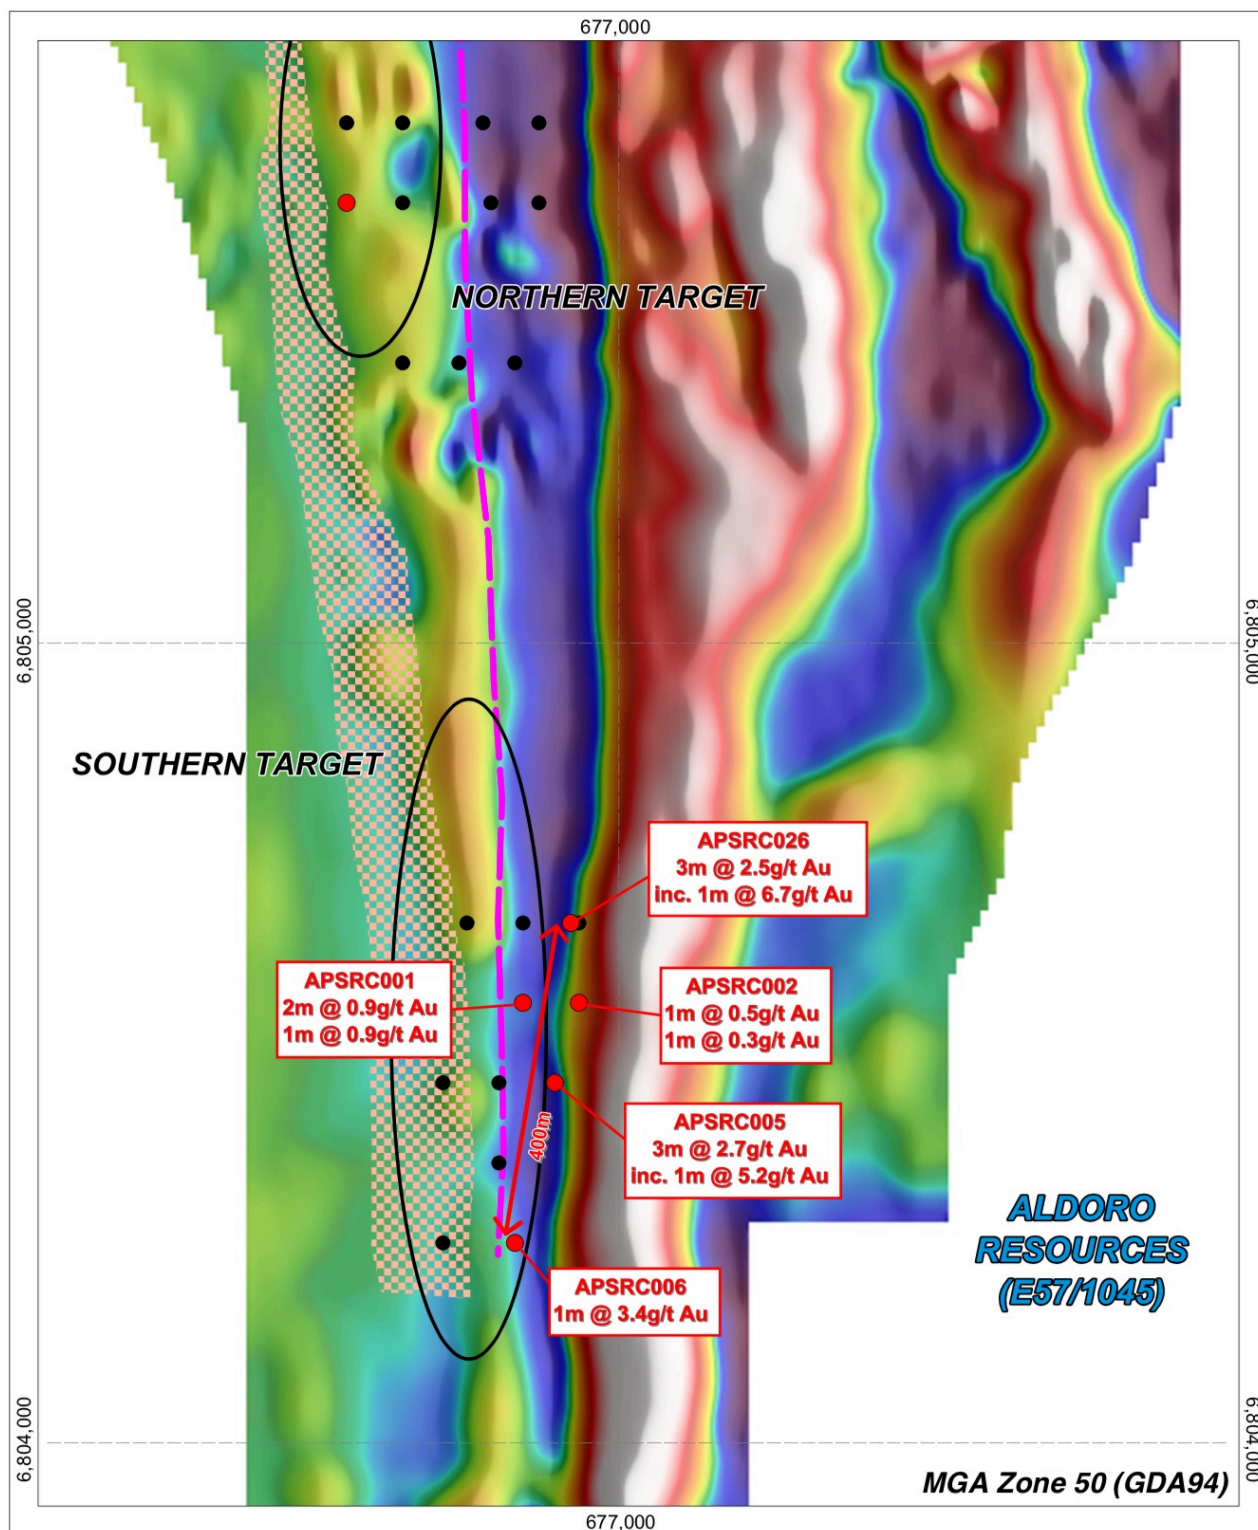 677,000
NORTHERN TARGET
6,805,000
6,805,000
SOUTHERN TARGET
APSRC026
3m @ 2.5g/t Au
inc. 1m @ 6.7g/t Au
APSRC001
2m @ 0.9g/t Au
1m @ 0.9g/t Au
APSRC002
1m @ 0.5g/t Au
1m @ 0.3g/t Au
400m
APSRC005
3m @ 2.7g/t Au
inc. 1m @ 5.2g/t Au
APSRC006
1m @ 3.4g/t Au
ALDORO
RESOURCES
(E57/1045)
6,804,000
6,804,000
MGA Zone 50 (GDA94)
677,000